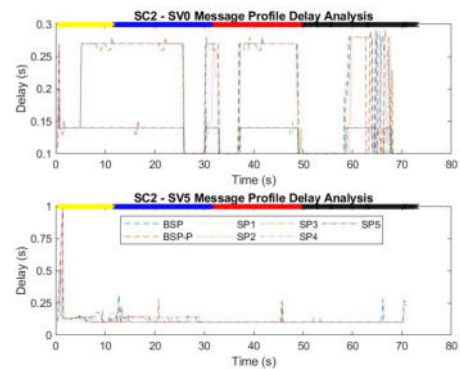 SC2 - SV0 Message Profile Delay Analysis
0.3
0.25
0.2
0.15
0.1
Delay (s)
0 10 20 30 40 50 60 70 80
Time (s)
SC2 - SV5 Message Profile Delay Analysis
1
0.75
0.5
0.25
0
Delay (s)
BSP SP1 SP3 SP5
BSP-P SP2 SP4
0 10 20 30 40 50 60 70 80
Time (s)